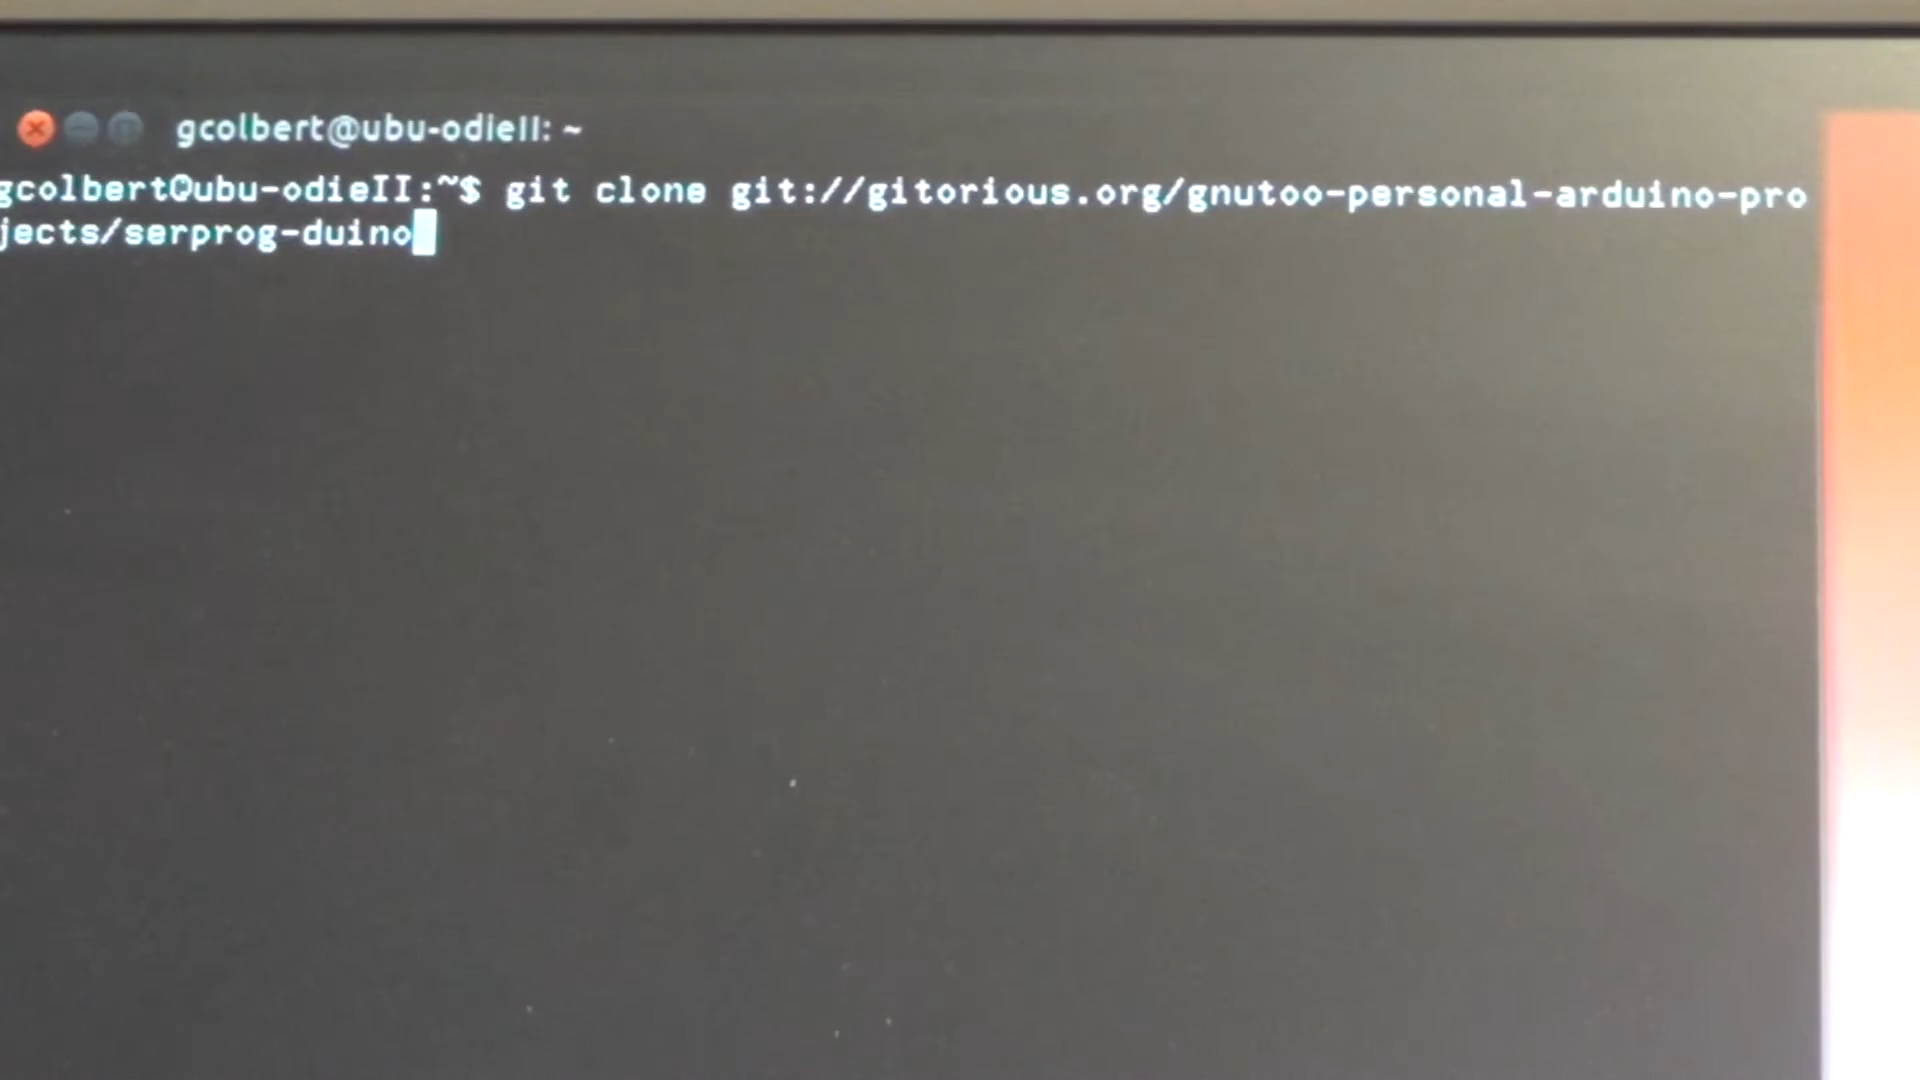 gcolbert@ubu-odieII: ~
gcolbert@ubu-odieII:~$ git clone git://gitorious.org/gnutoo-personal-arduino-pro
jects/serprog-duino